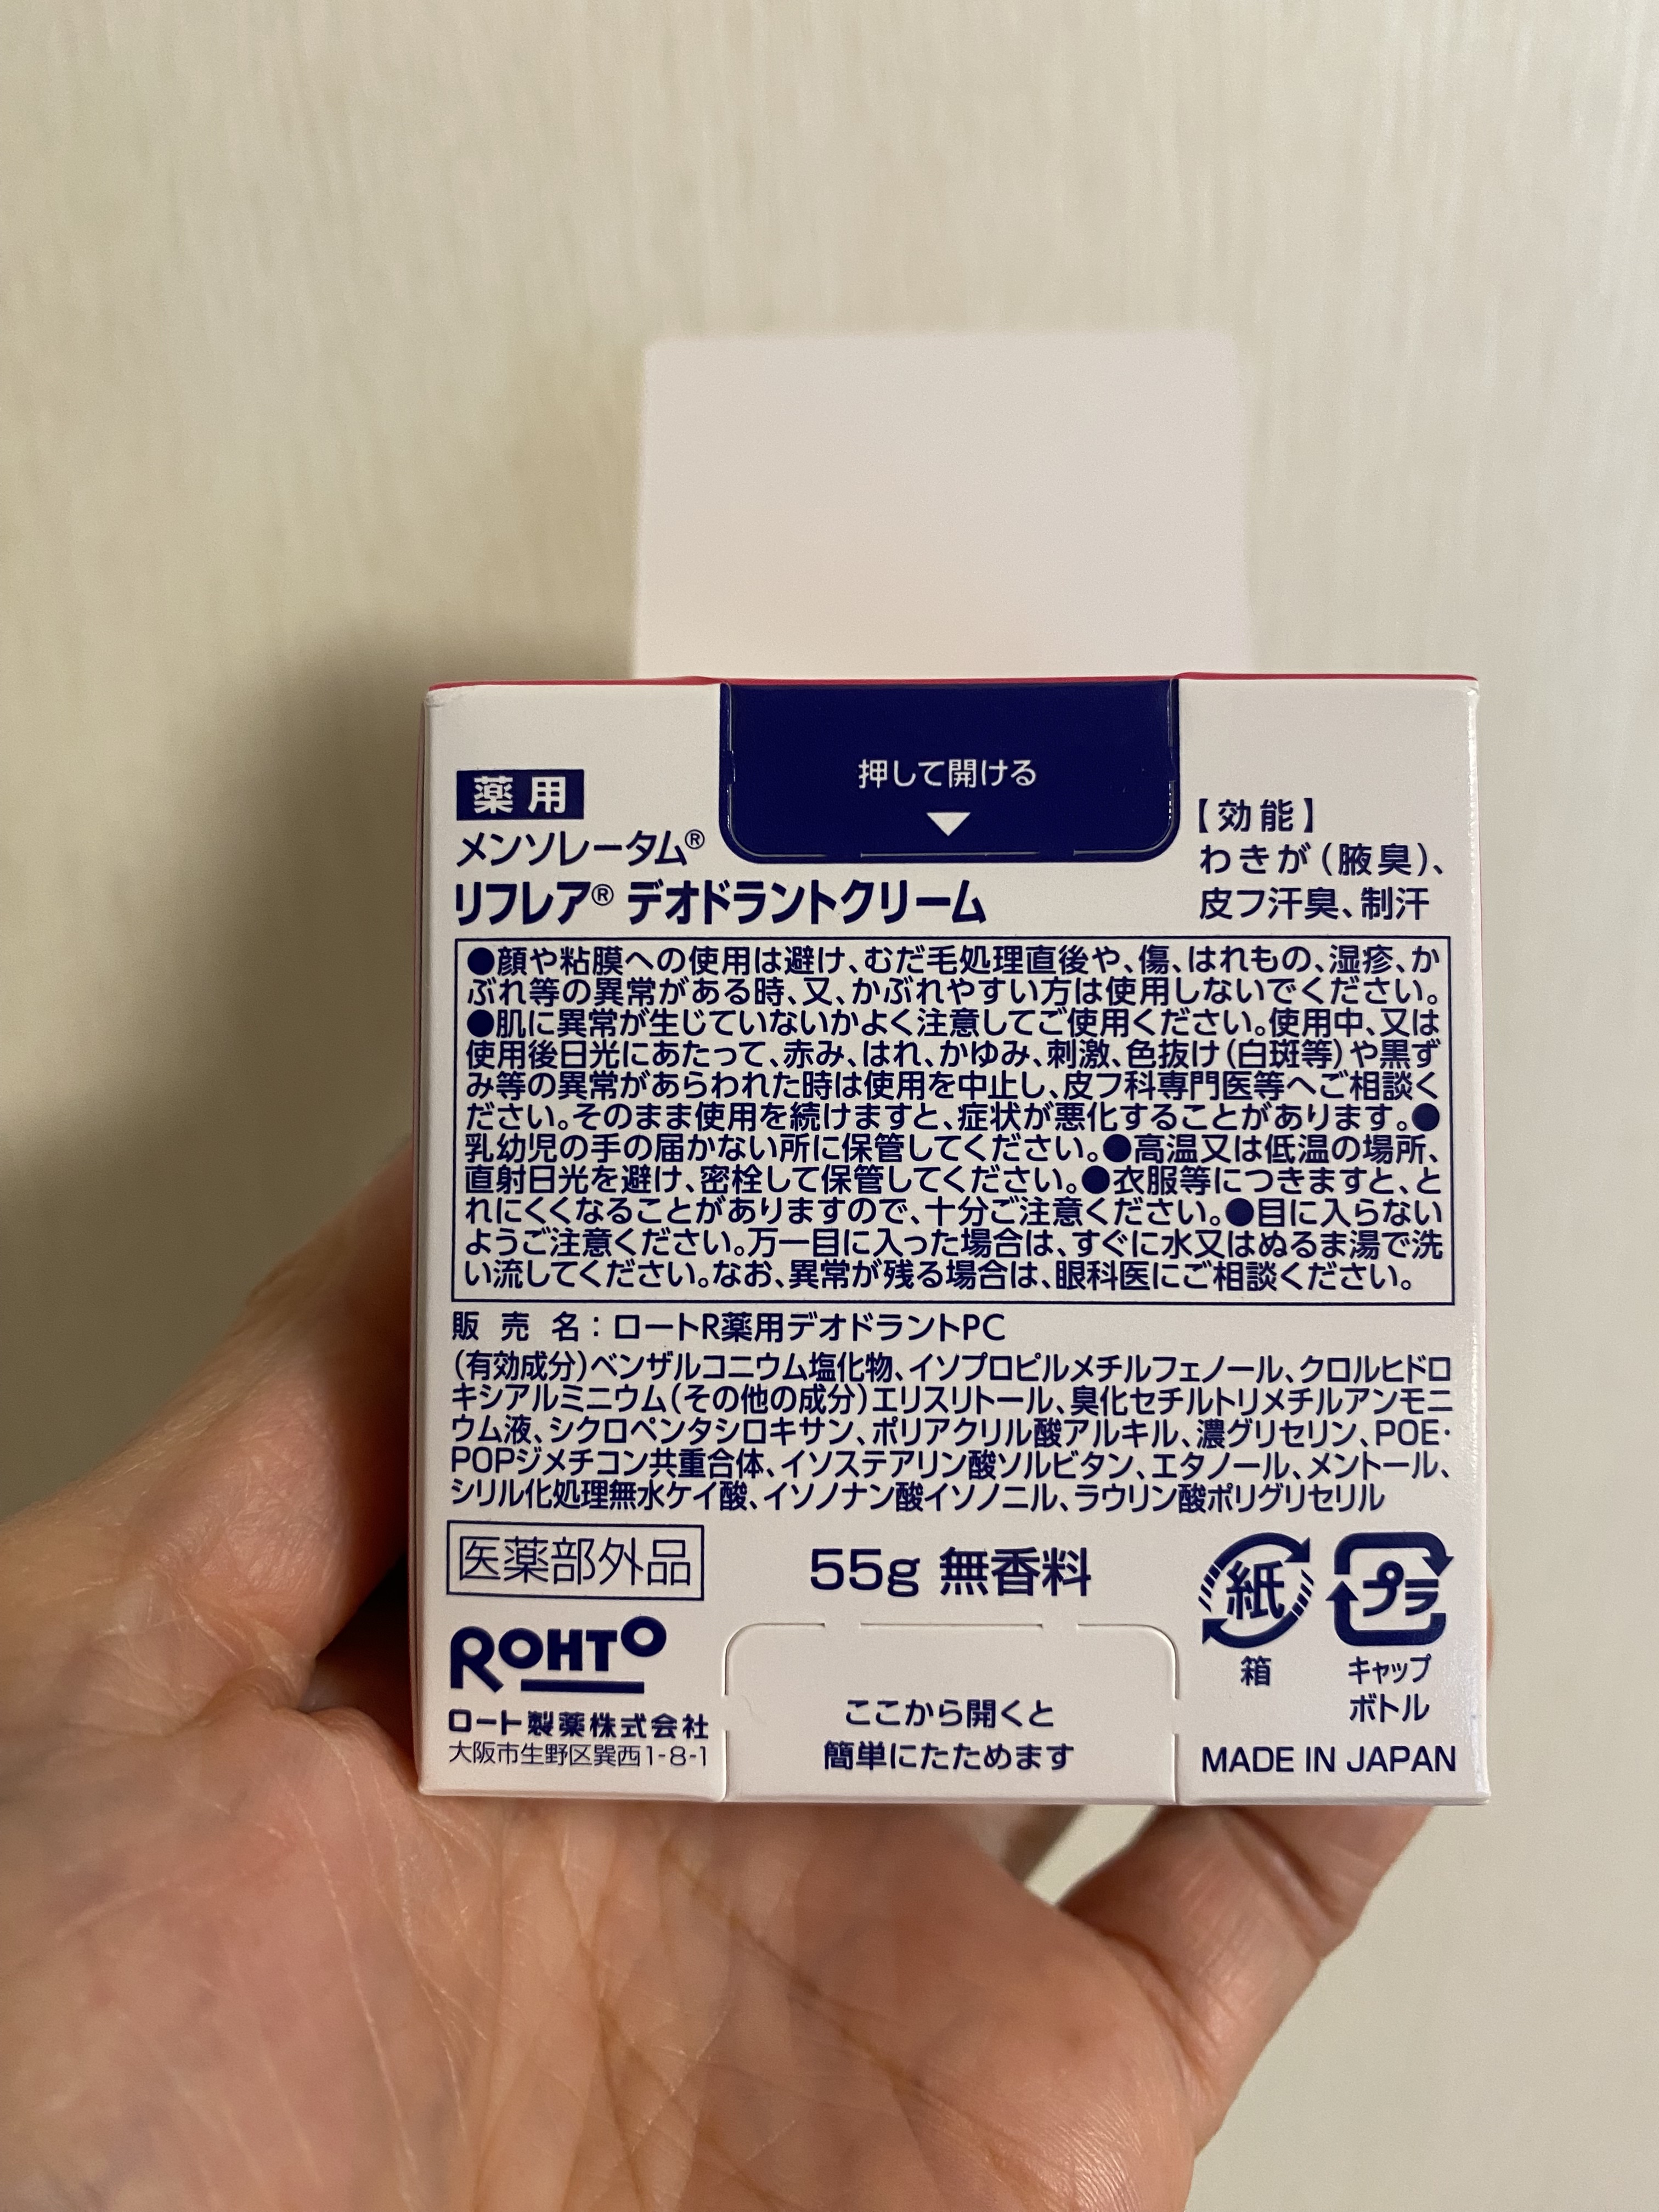 押して開ける
薬用
メンソレータム®
リフレア® デオドラントクリーム
【効能】
わきが(腋臭)、
皮フ汗臭、制汗
●顔や粘膜への使用は避け、むだ毛処理直後や、傷、はれもの、湿疹、か
ぶれ等の異常がある時、又、かぶれやすい方は使用しないでください。
●肌に異常が生じていないかよく注意してご使用ください。使用中、又は
使用後日光にあたって、赤み、はれ、かゆみ、刺激、色抜け(白斑等)や黒ず
み等の異常があらわれた時は使用を中止し、皮フ科専門医等へご相談く
ださい。そのまま使用を続けますと、症状が悪化することがあります。●
乳幼児の手の届かない所に保管してください。●高温又は低温の場所、
直射日光を避け、密栓して保管してください。●衣服等につきますと、と
れにくくなることがありますので、十分ご注意ください。●目に入らない
ようご注意ください。万一目に入った場合は、すぐに水又はぬるま湯で洗
い流してください。なお、異常が残る場合は、眼科医にご相談ください。
販売名：ロートR薬用デオドラントPC
(有効成分)ベンザルコニウム塩化物、イソプロピルメチルフェノール、クロルヒドロ
キシアルミニウム(その他の成分)エリスリトール、臭化セチルトリメチルアンモニ
ウム液、シクロペンタシロキサン、ポリアクリル酸アルキル、濃グリセリン、POE・
POPジメチコン共重合体、イソステアリン酸ソルビタン、エタノール、メントール、
シリル化処理無水ケイ酸、イソノナン酸イソノニル、ラウリン酸ポリグリセリル
医薬部外品
55g 無香料
紙
箱
プラ
キャップ
ボトル
ROHTO
ロート製薬株式会社
大阪市生野区巽西1-8-1
ここから開くと
簡単にたためます
MADE IN JAPAN